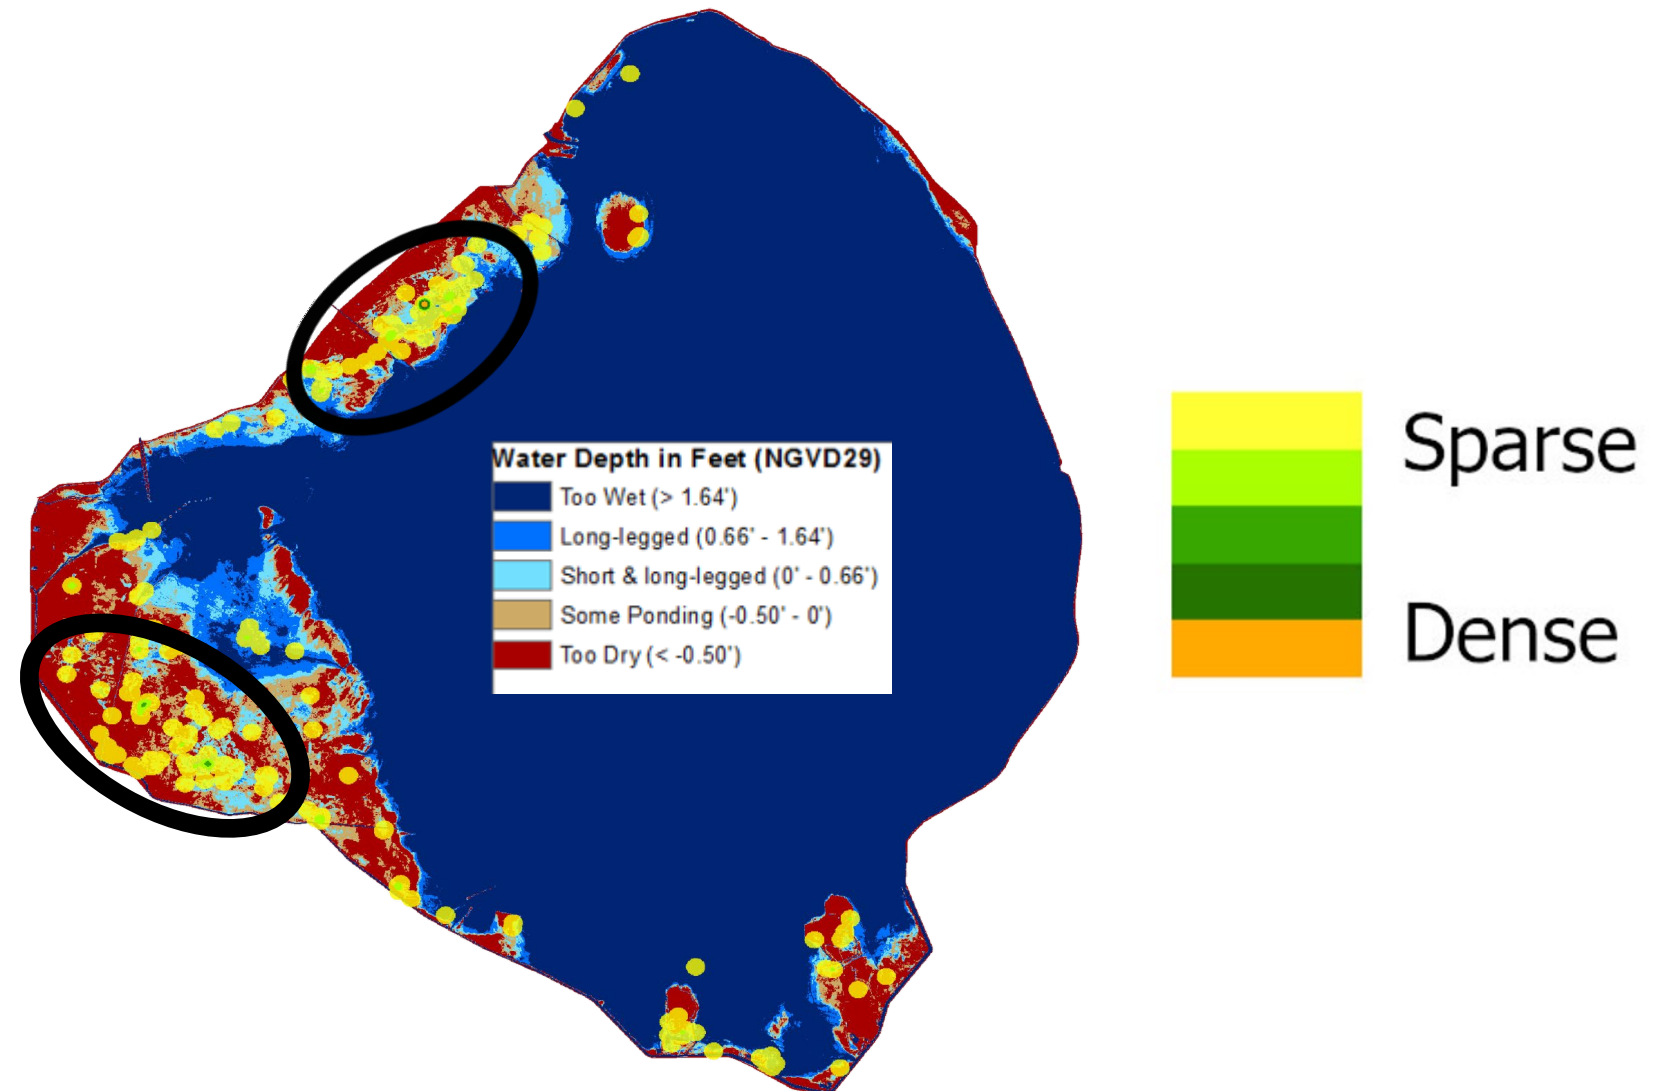 Water Depth in Feet (NGVD29)
Too Wet (> 1.64')
Long-legged (0.66' - 1.64')
Short & long-legged (0' - 0.66')
Some Ponding (-0.50' - 0')
Too Dry (< -0.50')
Sparse
Dense